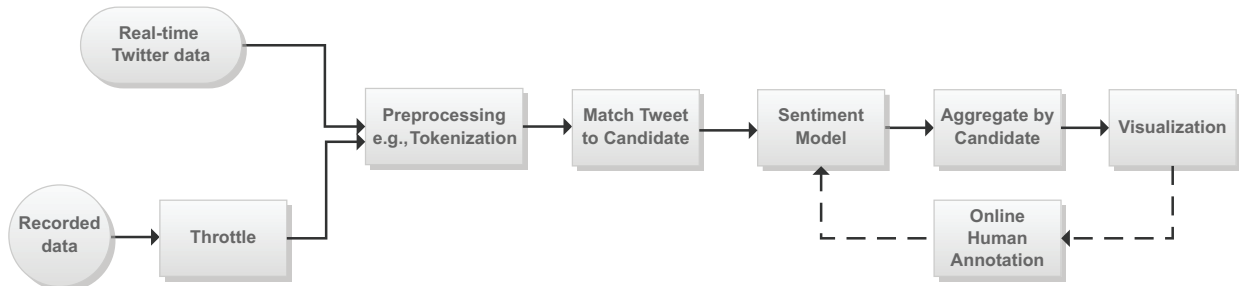 Real-time
Twitter data
Preprocessing
e.g., Tokenization
Match Tweet
to Candidate
Sentiment
Model
Aggregate by
Candidate
Visualization
Recorded
data
Throttle
Online
Human
Annotation